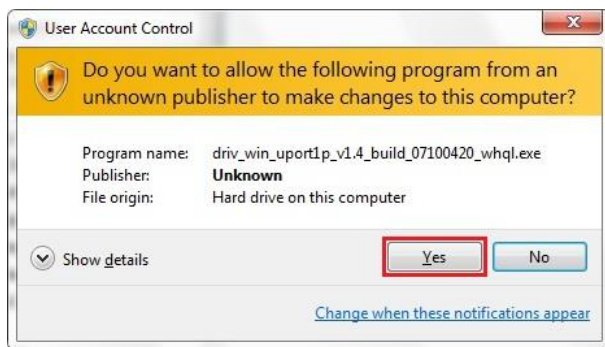 User Account Control
Do you want to allow the following program from an
unknown publisher to make changes to this computer?
Program name: driv_win_uport1p_v1.4_build_07100420_whql.exe
Publisher: Unknown
File origin: Hard drive on this computer
Show details
Yes
No
Change when these notifications appear